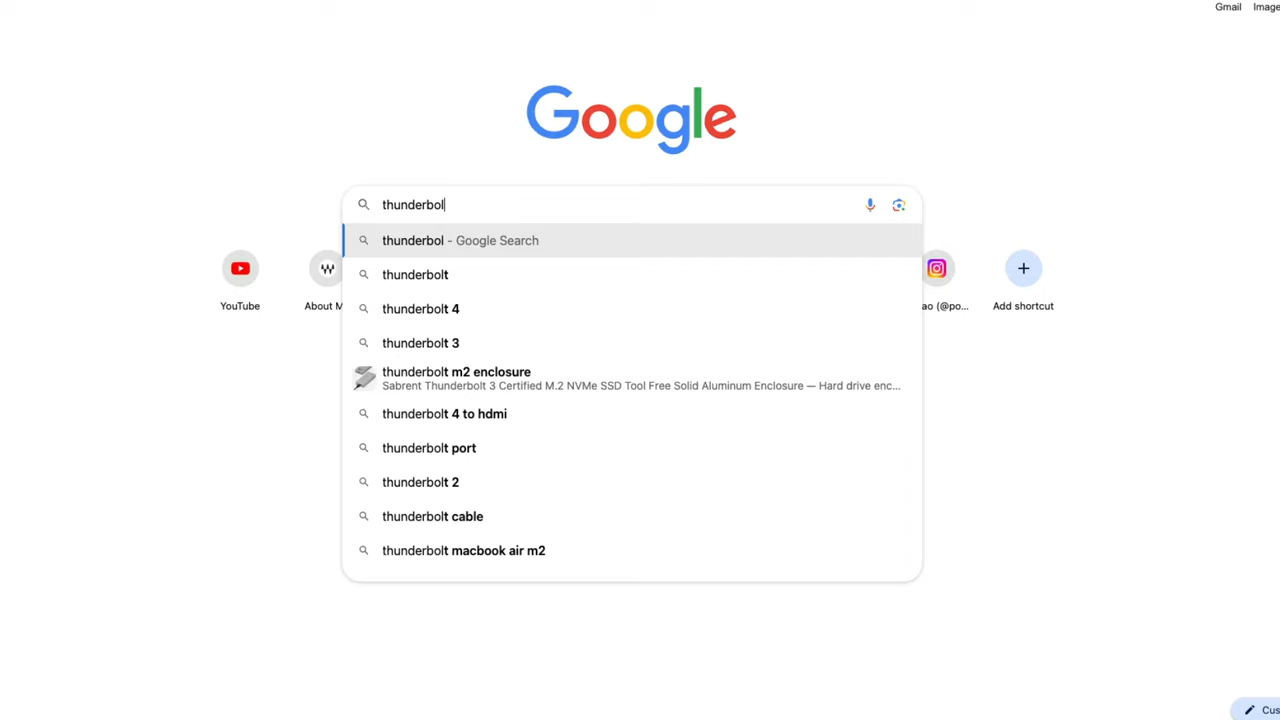 Gmail Image
Google
thunderbol
thunderbol - Google Search
thunderbolt
thunderbolt 4
thunderbolt 3
thunderbolt m2 enclosure
Sabrent Thunderbolt 3 Certified M.2 NVMe SSD Tool Free Solid Aluminum Enclosure — Hard drive enc...
thunderbolt 4 to hdmi
thunderbolt port
thunderbolt 2
thunderbolt cable
thunderbolt macbook air m2
YouTube
About M
ao (@po...
Add shortcut
Cus